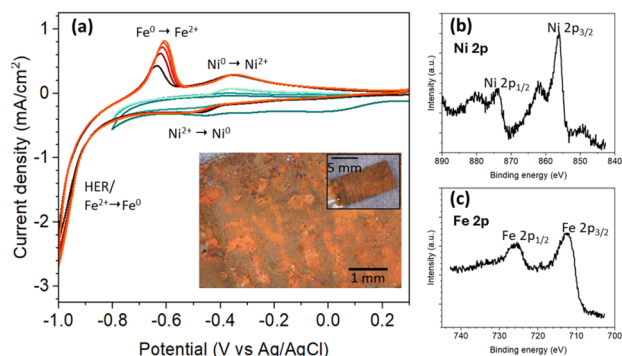 (a)
Fe⁰ → Fe²⁺
Ni⁰ → Ni²⁺
Ni²⁺ → Ni⁰
HER/
Fe²⁺→Fe⁰
5 mm
1 mm
1
0
-1
-2
-3
-1.0
-0.8
-0.6
-0.4
-0.2
0.0
0.2
Current density (mA/cm²)
Potential (V vs Ag/AgCl)
(b)
Ni 2p
Ni 2p₃/₂
Ni 2p₁/₂
Intensity (a.u.)
890 880 870 860 850 840
Binding energy (eV)
(c)
Fe 2p
Fe 2p₃/₂
Fe 2p₁/₂
Intensity (a.u.)
740 730 720 710 700
Binding energy (eV)